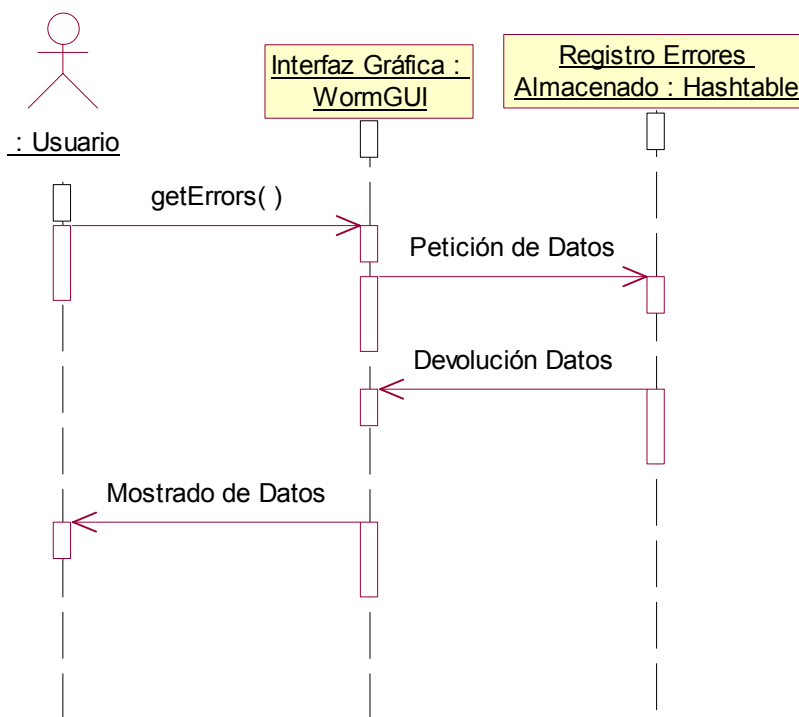 Interfaz Gráfica :
WormGUI
Registro Errores
Almacenado : Hashtable
: Usuario
getErrors( )
Petición de Datos
Devolución Datos
Mostrado de Datos